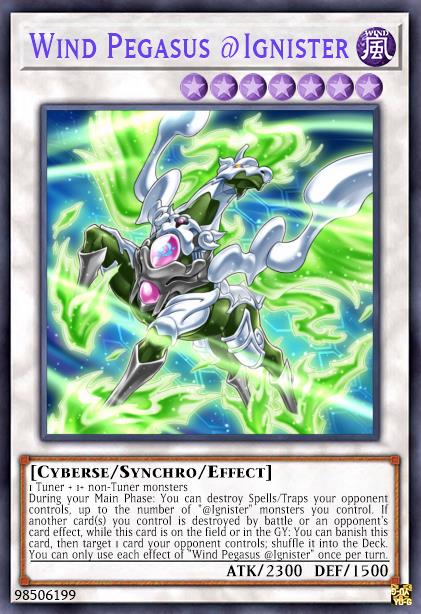 WIND PEGASUS @IGNISTER
WIND
風
[CYBERSE/SYNCHRO/EFFECT]
1 Tuner + 1+ non-Tuner monsters
During your Main Phase: You can destroy Spells/Traps your opponent
controls, up to the number of "@Ignister" monsters you control. If
another card(s) you control is destroyed by battle or an opponent's
card effect, while this card is on the field or in the GY: You can banish
this card, then target 1 card your opponent controls; shuffle it into the Deck.
You can only use each effect of "Wind Pegasus @Ignister" once per turn.
ATK/2300 DEF/1500
98506199